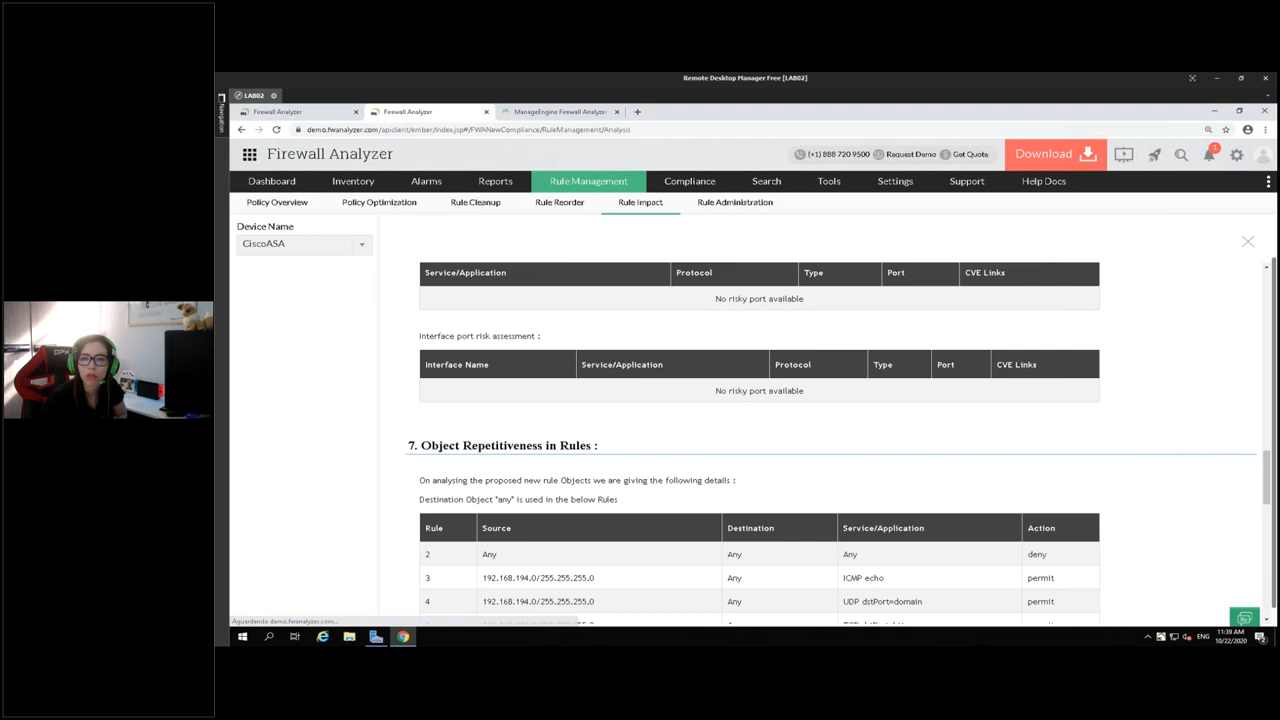 Remote Desktop Manager Free [LAB02]
LAB02
Navigation
Firewall Analyzer
Firewall Analyzer
ManageEngine Firewall Analyzer
demo.fwanalyzer.com/apiclient/ember/index.jsp#/FWANewCompliance/RuleManagement/Analysis
Firewall Analyzer
(+1) 888 720 9500
Request Demo
Get Quote
Download
1
Dashboard Inventory Alarms Reports Rule Management Compliance Search Tools Settings Support Help Docs
Policy Overview Policy Optimization Rule Cleanup Rule Reorder Rule Impact Rule Administration
Device Name
CiscoASA
Service/Application Protocol Type Port CVE Links
No risky port available
Interface port risk assessment :
Interface Name Service/Application Protocol Type Port CVE Links
No risky port available
7. Object Repetitiveness in Rules :
On analysing the proposed new rule Objects we are giving the following details :
Destination Object "any" is used in the below Rules
Rule Source Destination Service/Application Action
2 Any Any Any deny
3 192.168.194.0/255.255.255.0 Any ICMP echo permit
4 192.168.194.0/255.255.255.0 Any UDP dstPort=domain permit
Aguardando demo.fwanalyzer.com...
ENG
11:39 AM
10/22/2020